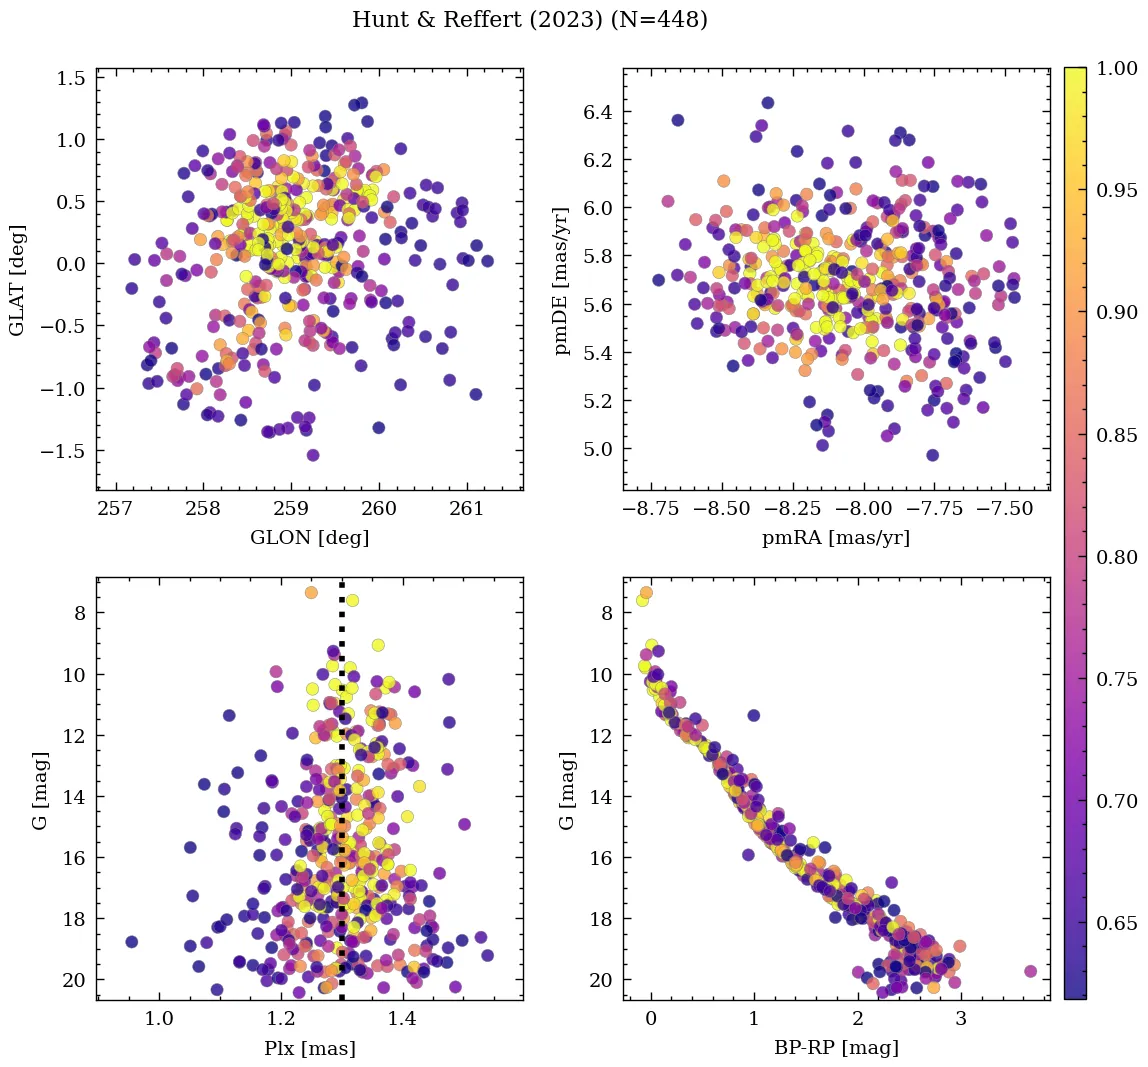 Hunt & Reffert (2023) (N=448)
1.5
1.0
0.5
0.0
−0.5
−1.0
−1.5
GLAT [deg]
257 258 259 260 261
GLON [deg]
6.4
6.2
6.0
5.8
5.6
5.4
5.2
5.0
pmDE [mas/yr]
−8.75 −8.50 −8.25 −8.00 −7.75 −7.50
pmRA [mas/yr]
8
10
12
14
16
18
20
G [mag]
1.0 1.2 1.4
Plx [mas]
8
10
12
14
16
18
20
G [mag]
0 1 2 3
BP-RP [mag]
1.00
0.95
0.90
0.85
0.80
0.75
0.70
0.65